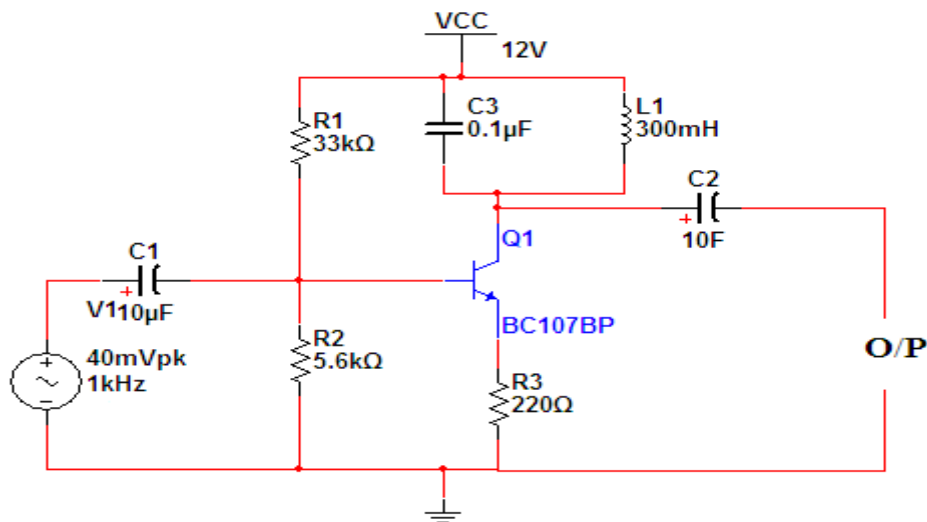 VCC
12V
R1
33kΩ
C3
0.1µF
L1
300mH
C2
+
10F
Q1
C1
+
V1
10µF
BC107BP
R2
5.6kΩ
40mVpk
1kHz
R3
220Ω
O/P